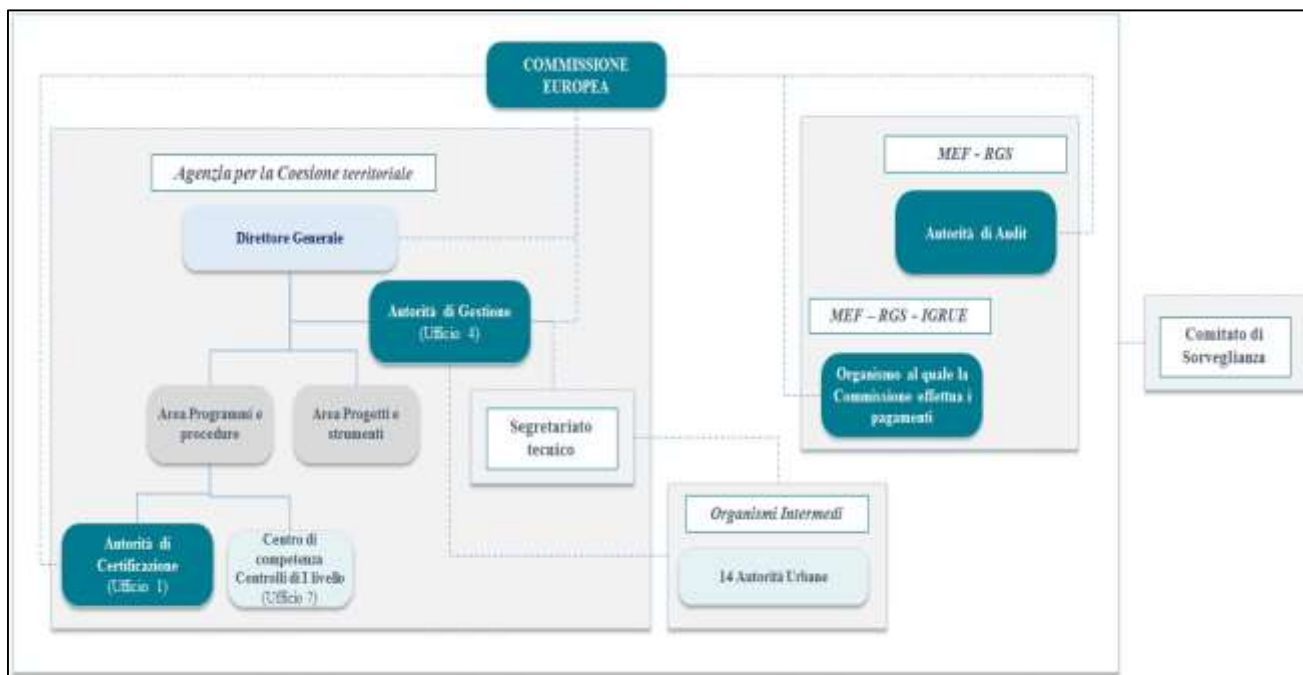 COMMISSIONE
EUROPEA
Agenzia per la Coesione territoriale
Direttore Generale
Autorità di Gestione
(Ufficio 4)
Area Programmi e
procedure
Area Progetti e
strumenti
Segretariato
tecnico
Autorità di
Certificazione
(Ufficio 1)
Centro di
competenza
Controlli di I livello
(Ufficio 7)
MEF - RGS
Autorità di Audit
MEF – RGS - IGRUE
Organismo al quale la
Commissione effettua i
pagamenti
Organismi Intermedi
14 Autorità Urbane
Comitato di
Sorveglianza